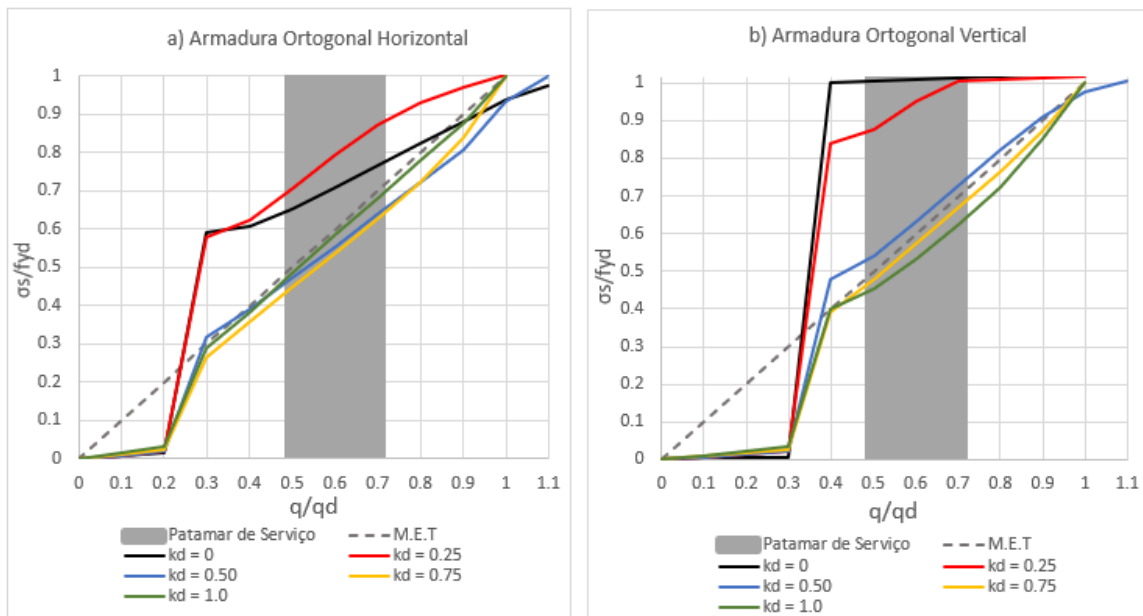 a) Armadura Ortogonal Horizontal
1
0.9
0.8
0.7
0.6
0.5
0.4
0.3
0.2
0.1
0
σs/fyd
0 0.1 0.2 0.3 0.4 0.5 0.6 0.7 0.8 0.9 1 1.1
q/qd
Patamar de Serviço M.E.T
kd = 0 kd = 0.25
kd = 0.50 kd = 0.75
kd = 1.0
b) Armadura Ortogonal Vertical
1
0.9
0.8
0.7
0.6
0.5
0.4
0.3
0.2
0.1
0
σs/fyd
0 0.1 0.2 0.3 0.4 0.5 0.6 0.7 0.8 0.9 1 1.1
q/qd
Patamar de Serviço M.E.T
kd = 0 kd = 0.25
kd = 0.50 kd = 0.75
kd = 1.0